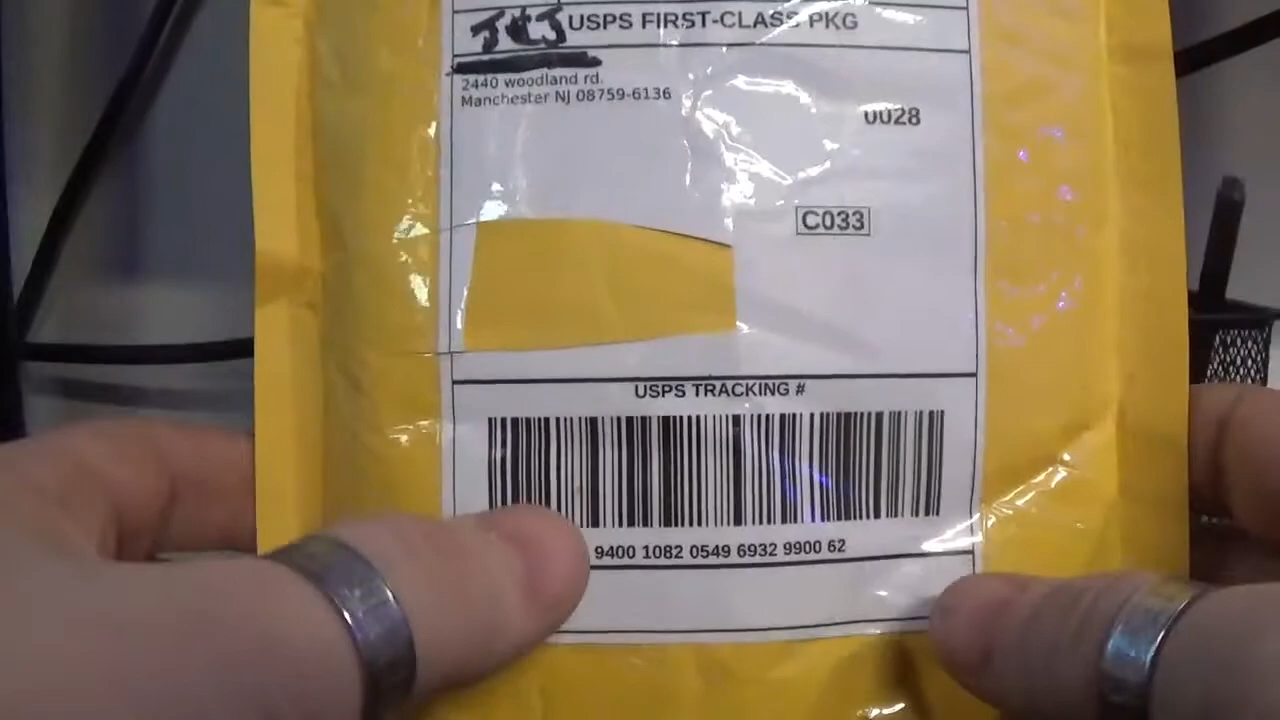 USPS FIRST-CLASS PKG
J & J
2440 woodland rd.
Manchester NJ 08759-6136
0028
C033
USPS TRACKING #
9400 1082 0549 6932 9900 62